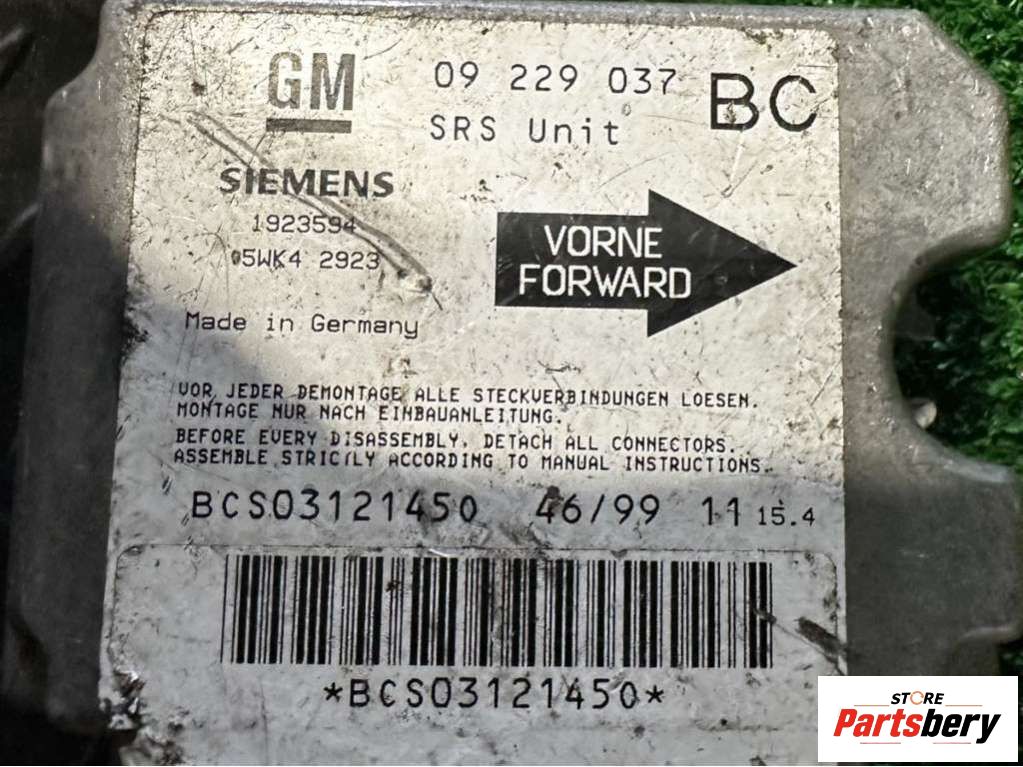 GM
09 229 037 BC
SRS Unit
SIEMENS
1923594
5WK4 2923
VORNE
FORWARD
Made in Germany
VOR JEDER DEMONTAGE ALLE STECKVERBINDUNGEN LOESEN.
MONTAGE NUR NACH EINBAUANLEITUNG.
BEFORE EVERY DISASSEMBLY, DETACH ALL CONNECTORS.
ASSEMBLE STRICTLY ACCORDING TO MANUAL INSTRUCTIONS.
BCS03121450 46/99 11 15.4
*BCS03121450*
STORE
Partsbery